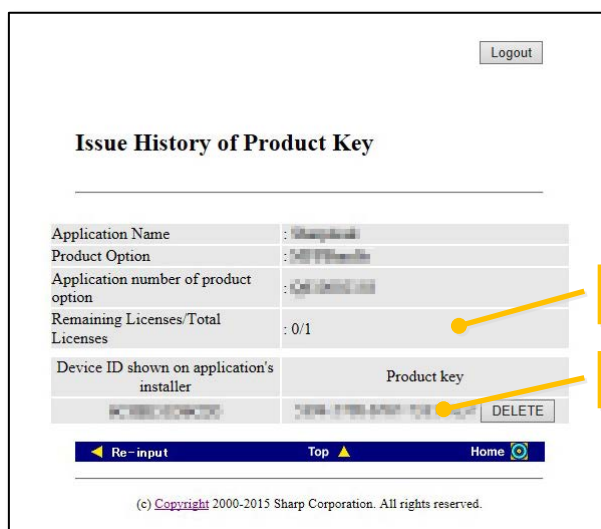 Logout
Issue History of Product Key
Application Name :
Product Option :
Application number of product
option :
Remaining Licenses/Total
Licenses : 0/1
Device ID shown on application's
installer
Product key
DELETE
Re-input Top Home
(c) Copyright 2000-2015 Sharp Corporation. All rights reserved.